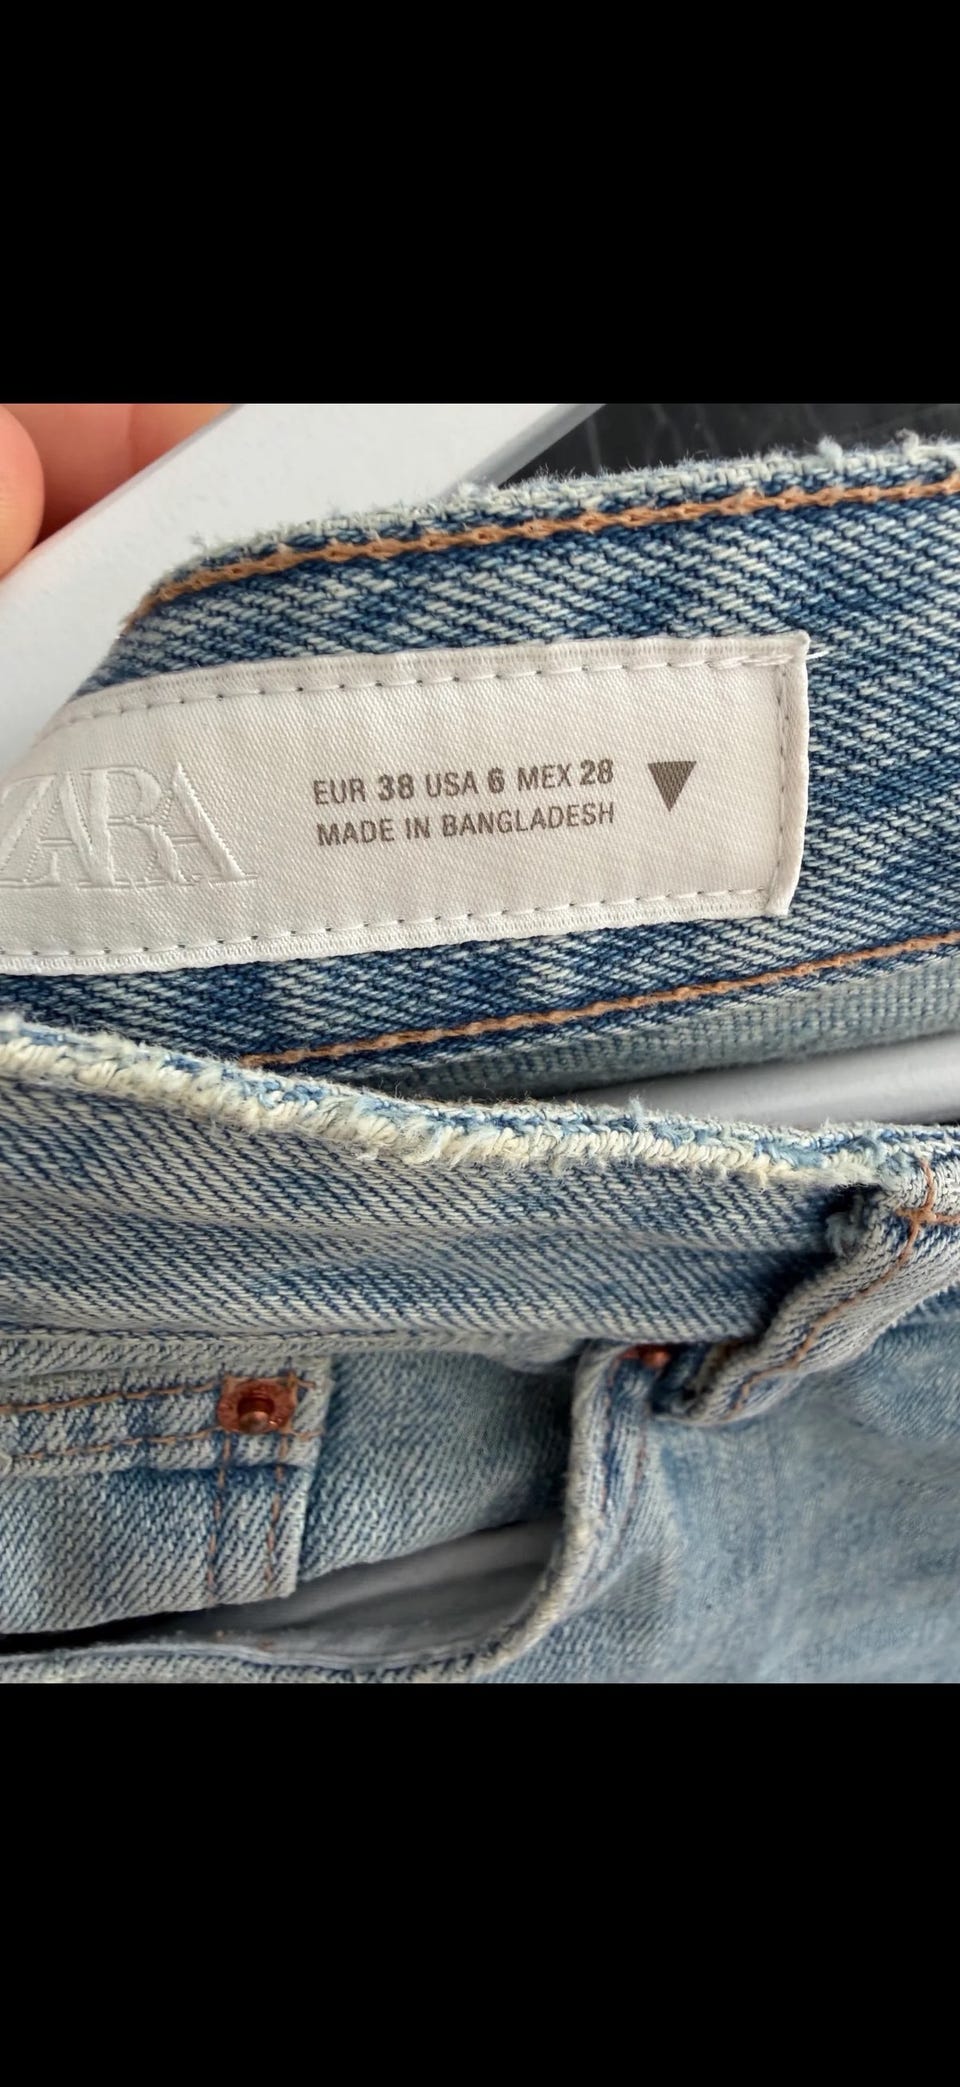 ZARA
EUR 38 USA 6 MEX 28
MADE IN BANGLADESH